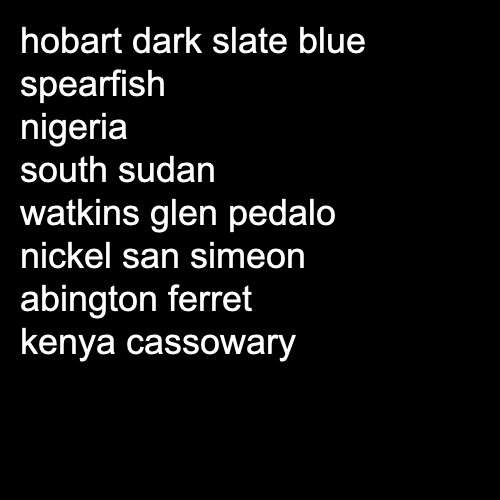 hobart dark slate blue
spearfish
nigeria
south sudan
watkins glen pedalo
nickel san simeon
abington ferret
kenya cassowary